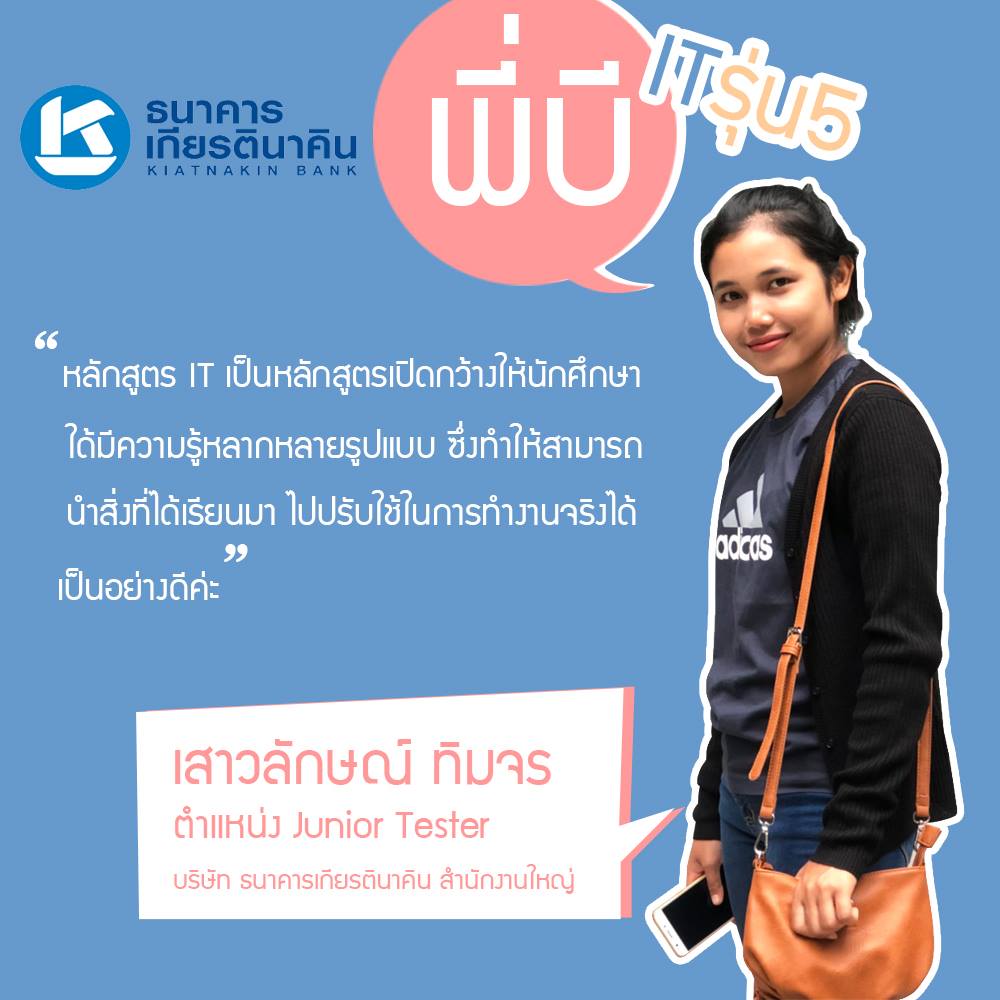 ธนาคาร
เกียรตินาคิน
KIATNAKIN BANK
พี่บี
ITรุ่น5
“หลักสูตร IT เป็นหลักสูตรเปิดกว้างให้นักศึกษา
ได้มีความรู้หลากหลายรูปแบบ ซึ่งทำให้สามารถ
นำสิ่งที่ได้เรียนมา ไปปรับใช้ในการทำงานจริงได้
เป็นอย่างดีค่ะ”
adidas
เสาวลักษณ์ ทิมจร
ตำแหน่ง Junior Tester
บริษัท ธนาคารเกียรตินาคิน สำนักงานใหญ่